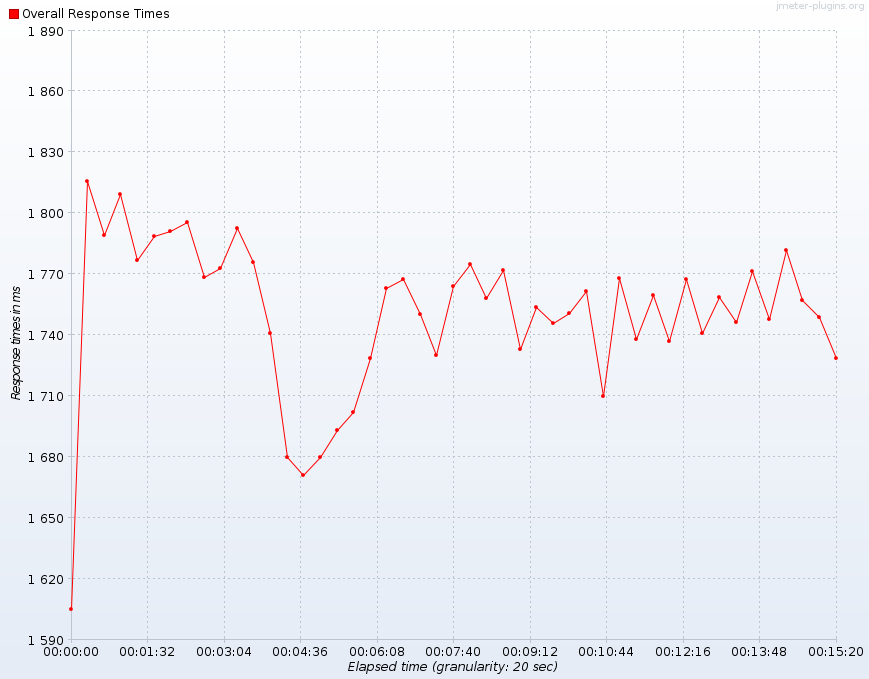 jmeter-plugins.org
Overall Response Times
1 890
1 860
1 830
1 800
1 770
1 740
1 710
1 680
1 650
1 620
1 590
Response times in ms
00:00:00 00:01:32 00:03:04 00:04:36 00:06:08 00:07:40 00:09:12 00:10:44 00:12:16 00:13:48 00:15:20
Elapsed time (granularity: 20 sec)